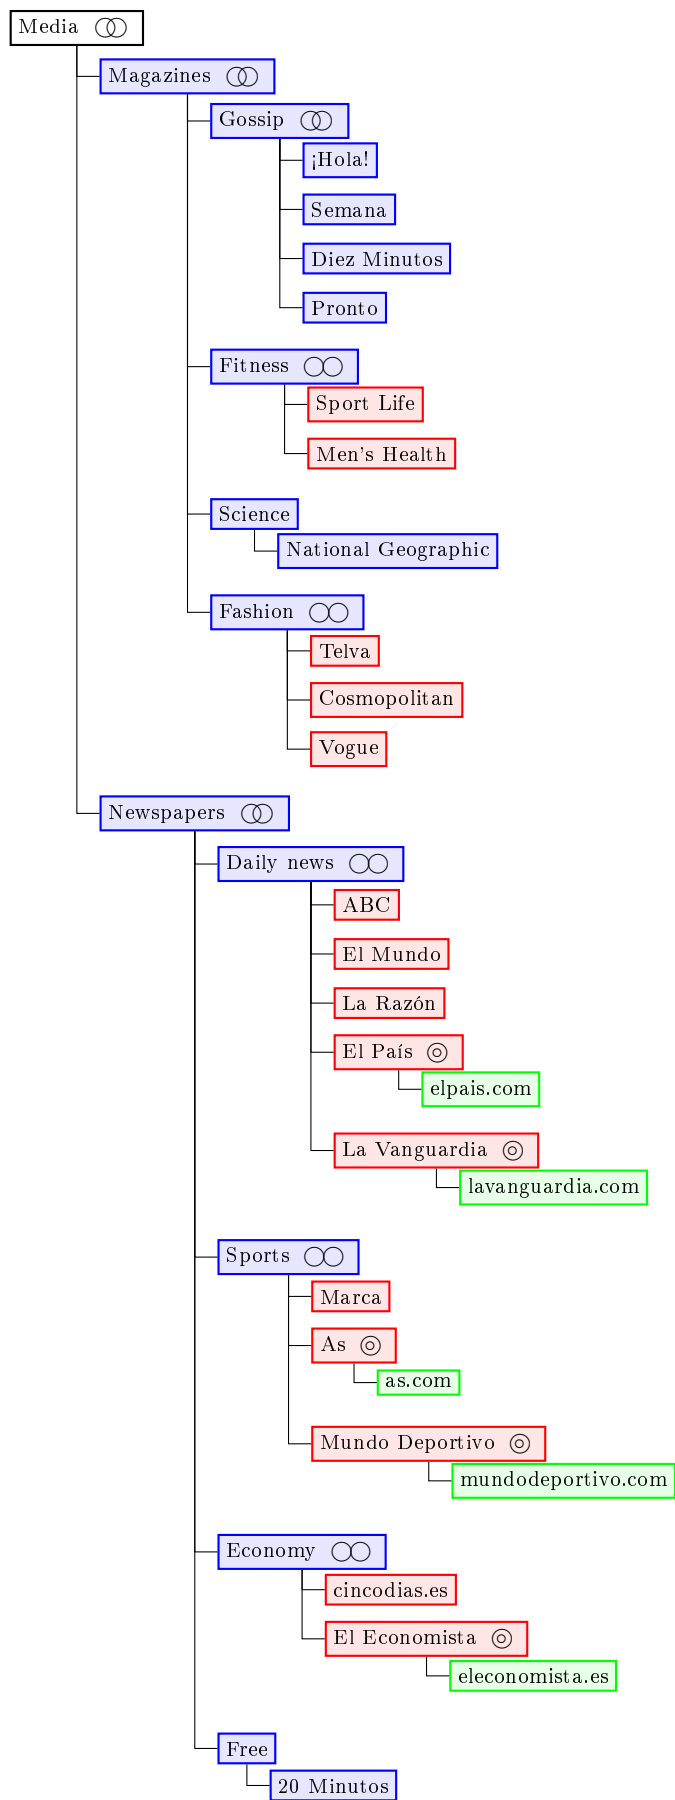 Media
Magazines
Gossip
¡Hola!
Semana
Diez Minutos
Pronto
Fitness
Sport Life
Men's Health
Science
National Geographic
Fashion
Telva
Cosmopolitan
Vogue
Newspapers
Daily news
ABC
El Mundo
La Razón
El País
elpais.com
La Vanguardia
lavanguardia.com
Sports
Marca
As
as.com
Mundo Deportivo
mundodeportivo.com
Economy
cincodias.es
El Economista
eleconomista.es
Free
20 Minutos